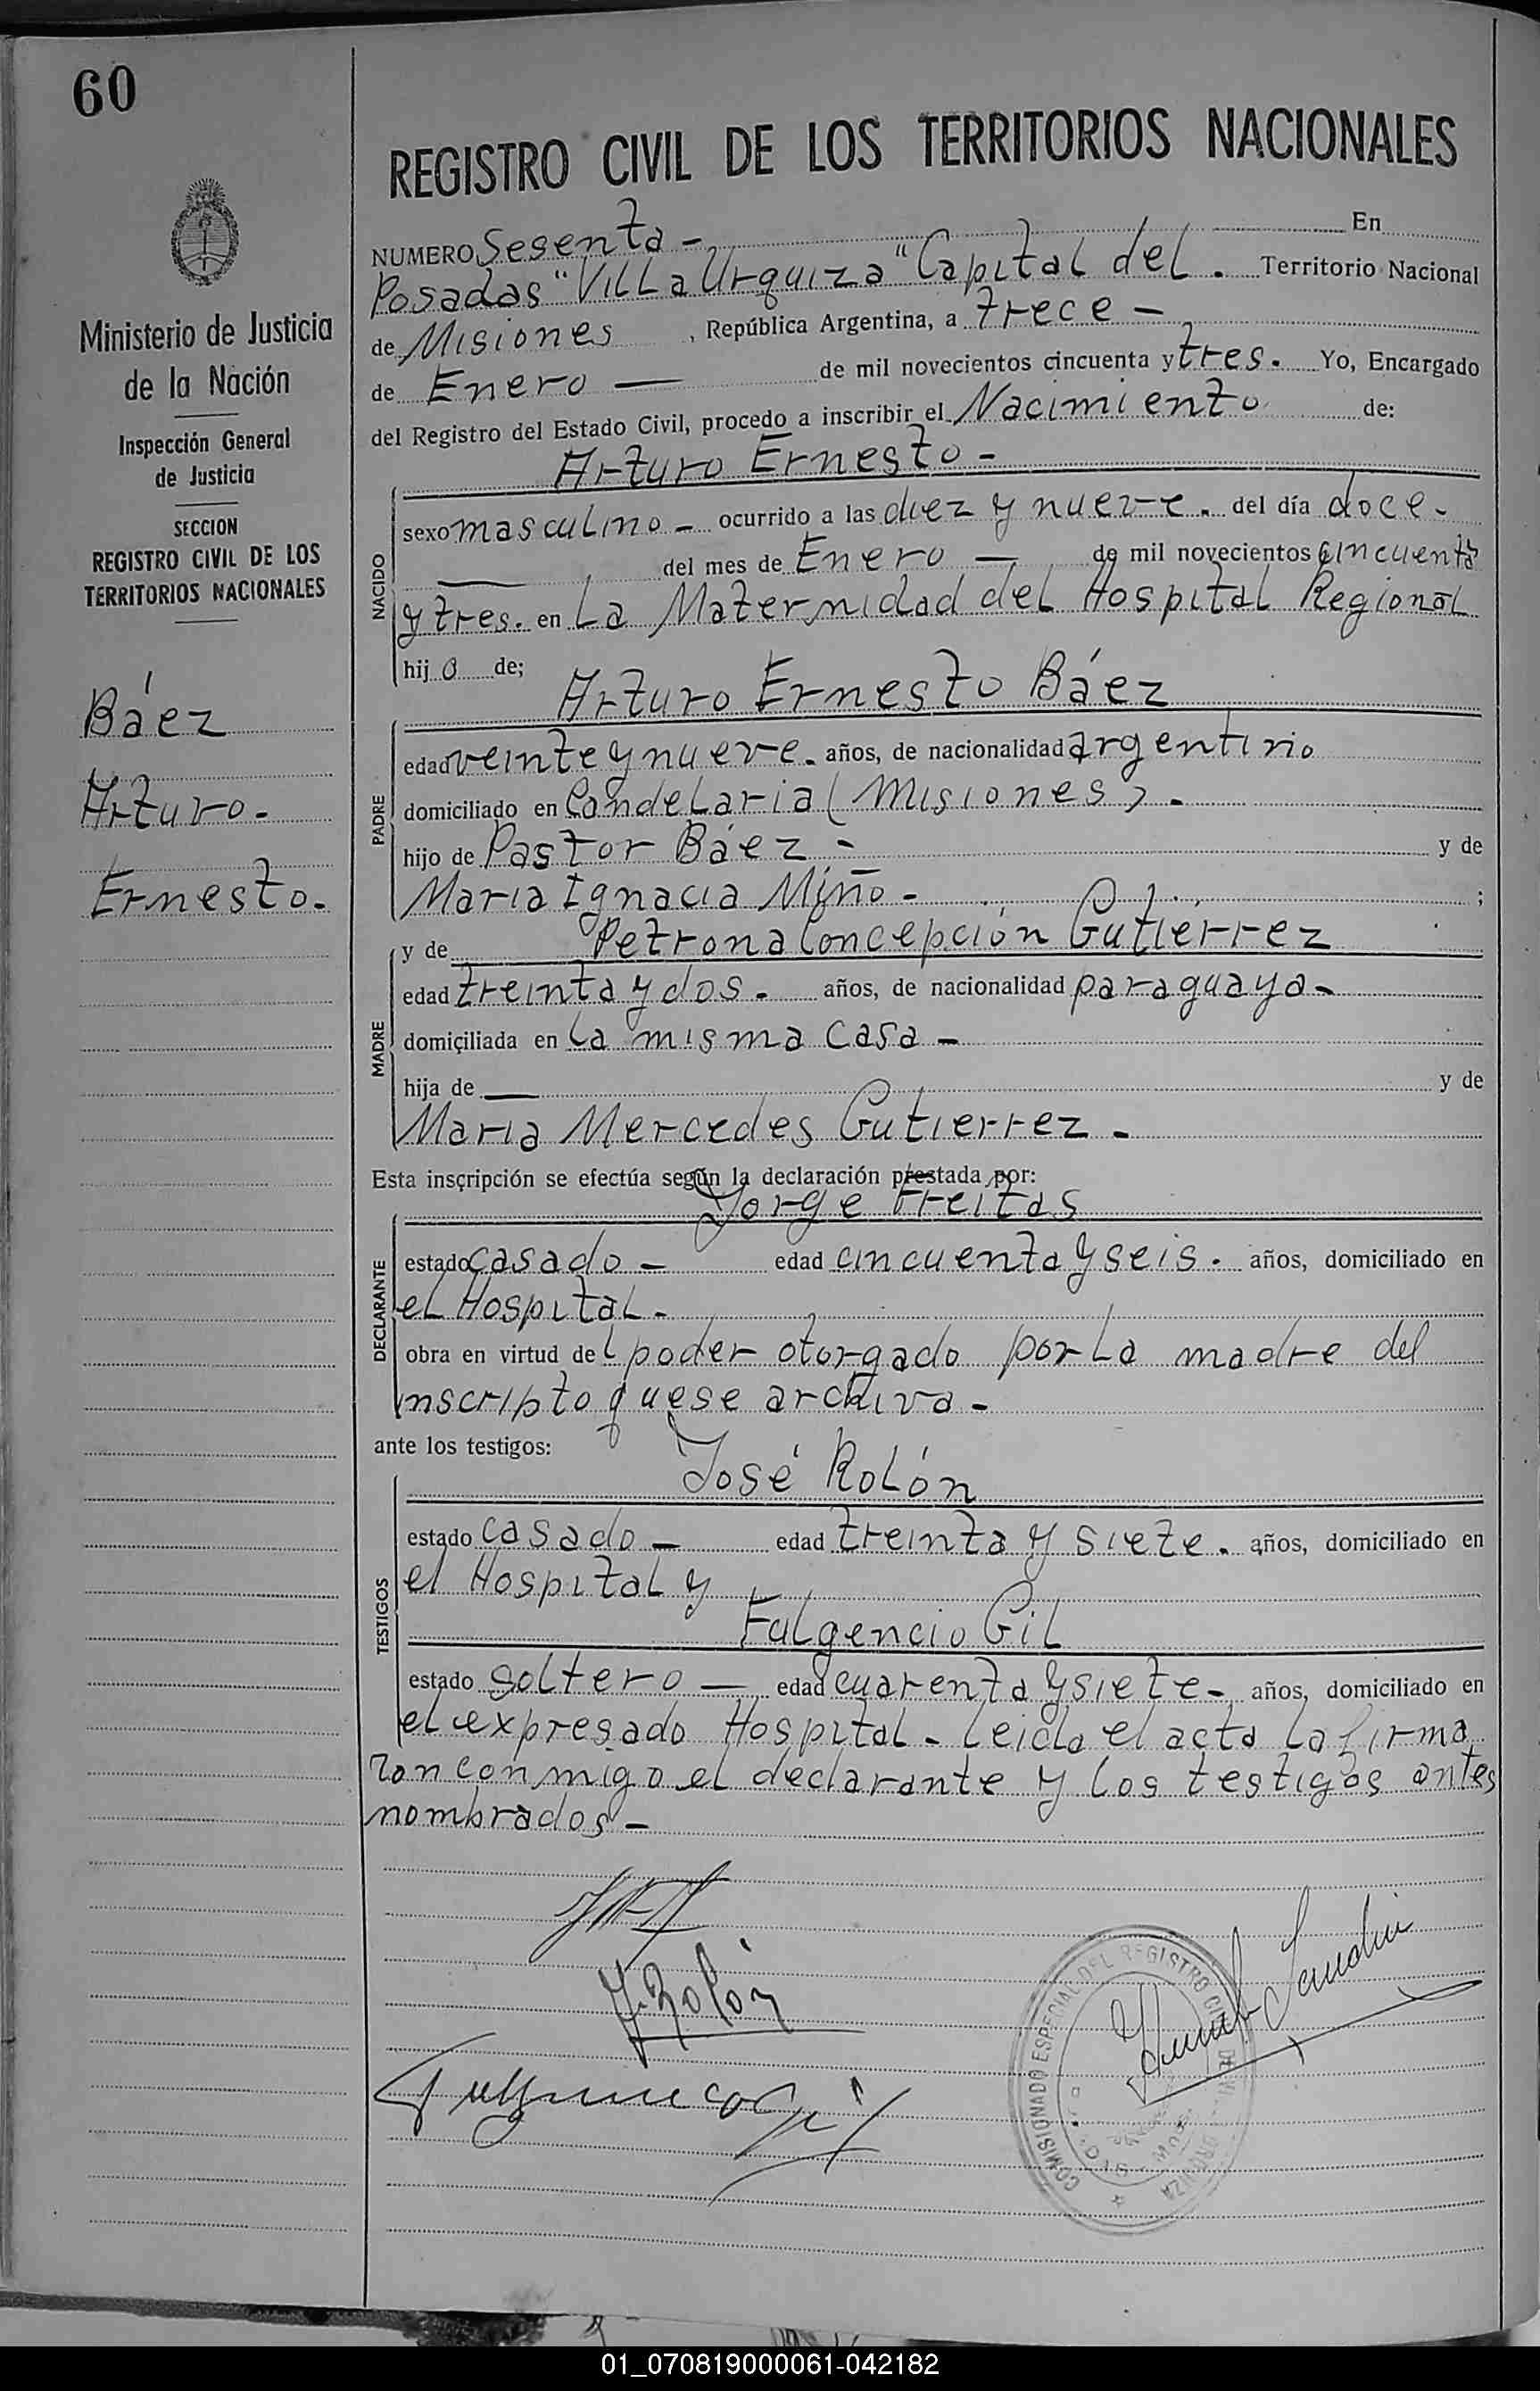 60
Ministerio de Justicia
de la Nación
Inspección General
de Justicia
SECCION
REGISTRO CIVIL DE LOS
TERRITORIOS NACIONALES
Báez
Arturo.
Ernesto.
REGISTRO CIVIL DE LOS TERRITORIOS NACIONALES
NUMERO Sesenta - En
Posadas "Villa Urquiza" Capital del. Territorio Nacional
de Misiones , República Argentina, a trece -
de Enero — de mil novecientos cincuenta y tres. Yo, Encargado
del Registro del Estado Civil, procedo a inscribir el Nacimiento de:
Arturo Ernesto -
NACIDO
sexo masculino - ocurrido a las diez y nueve. del día doce -
— del mes de Enero — de mil novecientos cincuenta
y tres. en La Maternidad del Hospital Regional
hij o de;
Arturo Ernesto Báez
PADRE
edad veinte y nueve. años, de nacionalidad argentino
domiciliado en Candelaria (Misiones). -
hijo de Pastor Báez - y de
Maria Ignacia Miño - ;
y de Petrona Concepción Gutiérrez
MADRE
edad treinta y dos. años, de nacionalidad paraguaya -
domiciliada en la misma casa -
hija de — y de
María Mercedes Gutierrez -
Esta inscripción se efectúa según la declaración prestada por:
Jorge Freitas
DECLARANTE
estado casado - edad cincuenta y seis. años, domiciliado en
el Hospital -
obra en virtud del poder otorgado por La madre del
inscripto que se archiva -
ante los testigos:
José Rolón
TESTIGOS
estado casado - edad treinta y siete. años, domiciliado en
el Hospital y
Fulgencio Gil
estado soltero — edad cuarenta y siete - años, domiciliado en
el expresado Hospital - Leida el acta la firma
ron conmigo el declarante y los testigos antes
nombrados -
J. Rolón
COMISIONADO ESPECIAL DEL REGISTRO CIVIL DE VILLA URQUIZA
01_070819000061-042182